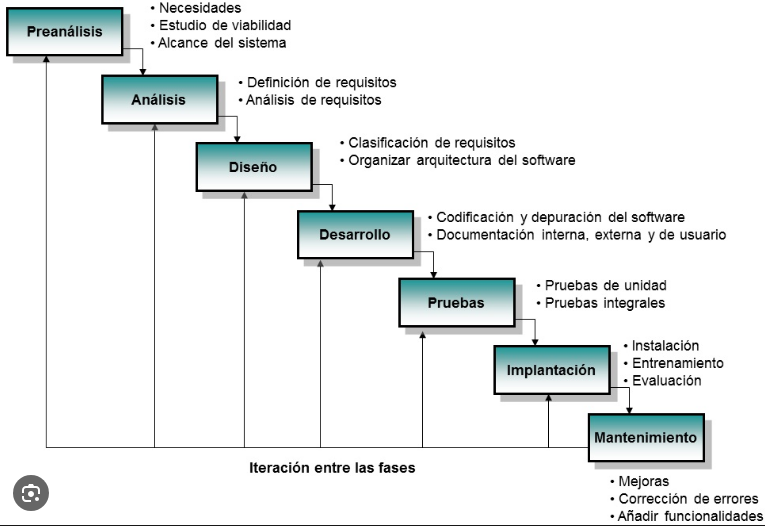 Preanálisis
• Necesidades
• Estudio de viabilidad
• Alcance del sistema
Análisis
• Definición de requisitos
• Análisis de requisitos
Diseño
• Clasificación de requisitos
• Organizar arquitectura del software
Desarrollo
• Codificación y depuración del software
• Documentación interna, externa y de usuario
Pruebas
• Pruebas de unidad
• Pruebas integrales
Implantación
• Instalación
• Entrenamiento
• Evaluación
Mantenimiento
• Mejoras
• Corrección de errores
• Añadir funcionalidades
Iteración entre las fases